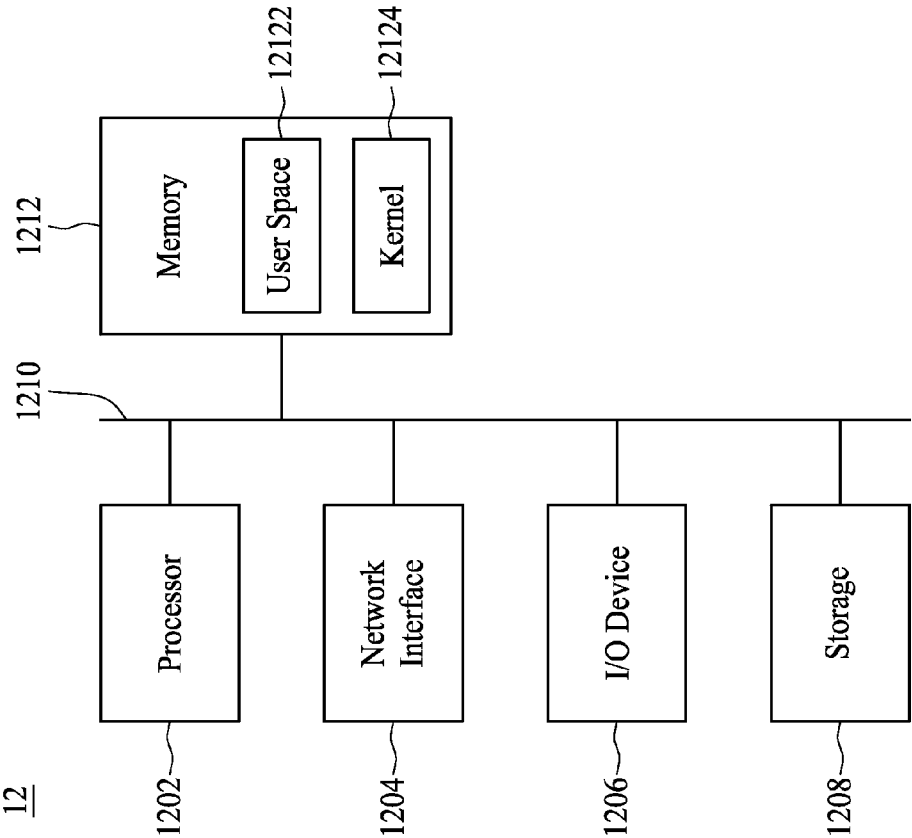 12
1202
Processor
1204
Network
Interface
1206
I/O Device
1208
Storage
1210
1212
Memory
User Space
12122
Kernel
12124